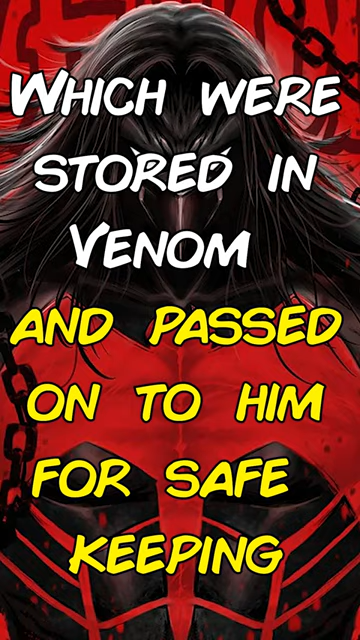 Which were
stored in
Venom
and passed
on to him
for safe
keeping